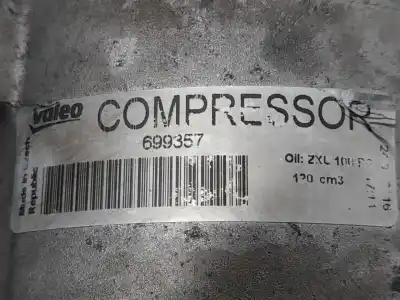 Valeo COMPRESSOR
699357
Made in Czech
Republic
Oil: ZXL 100
120 cm3